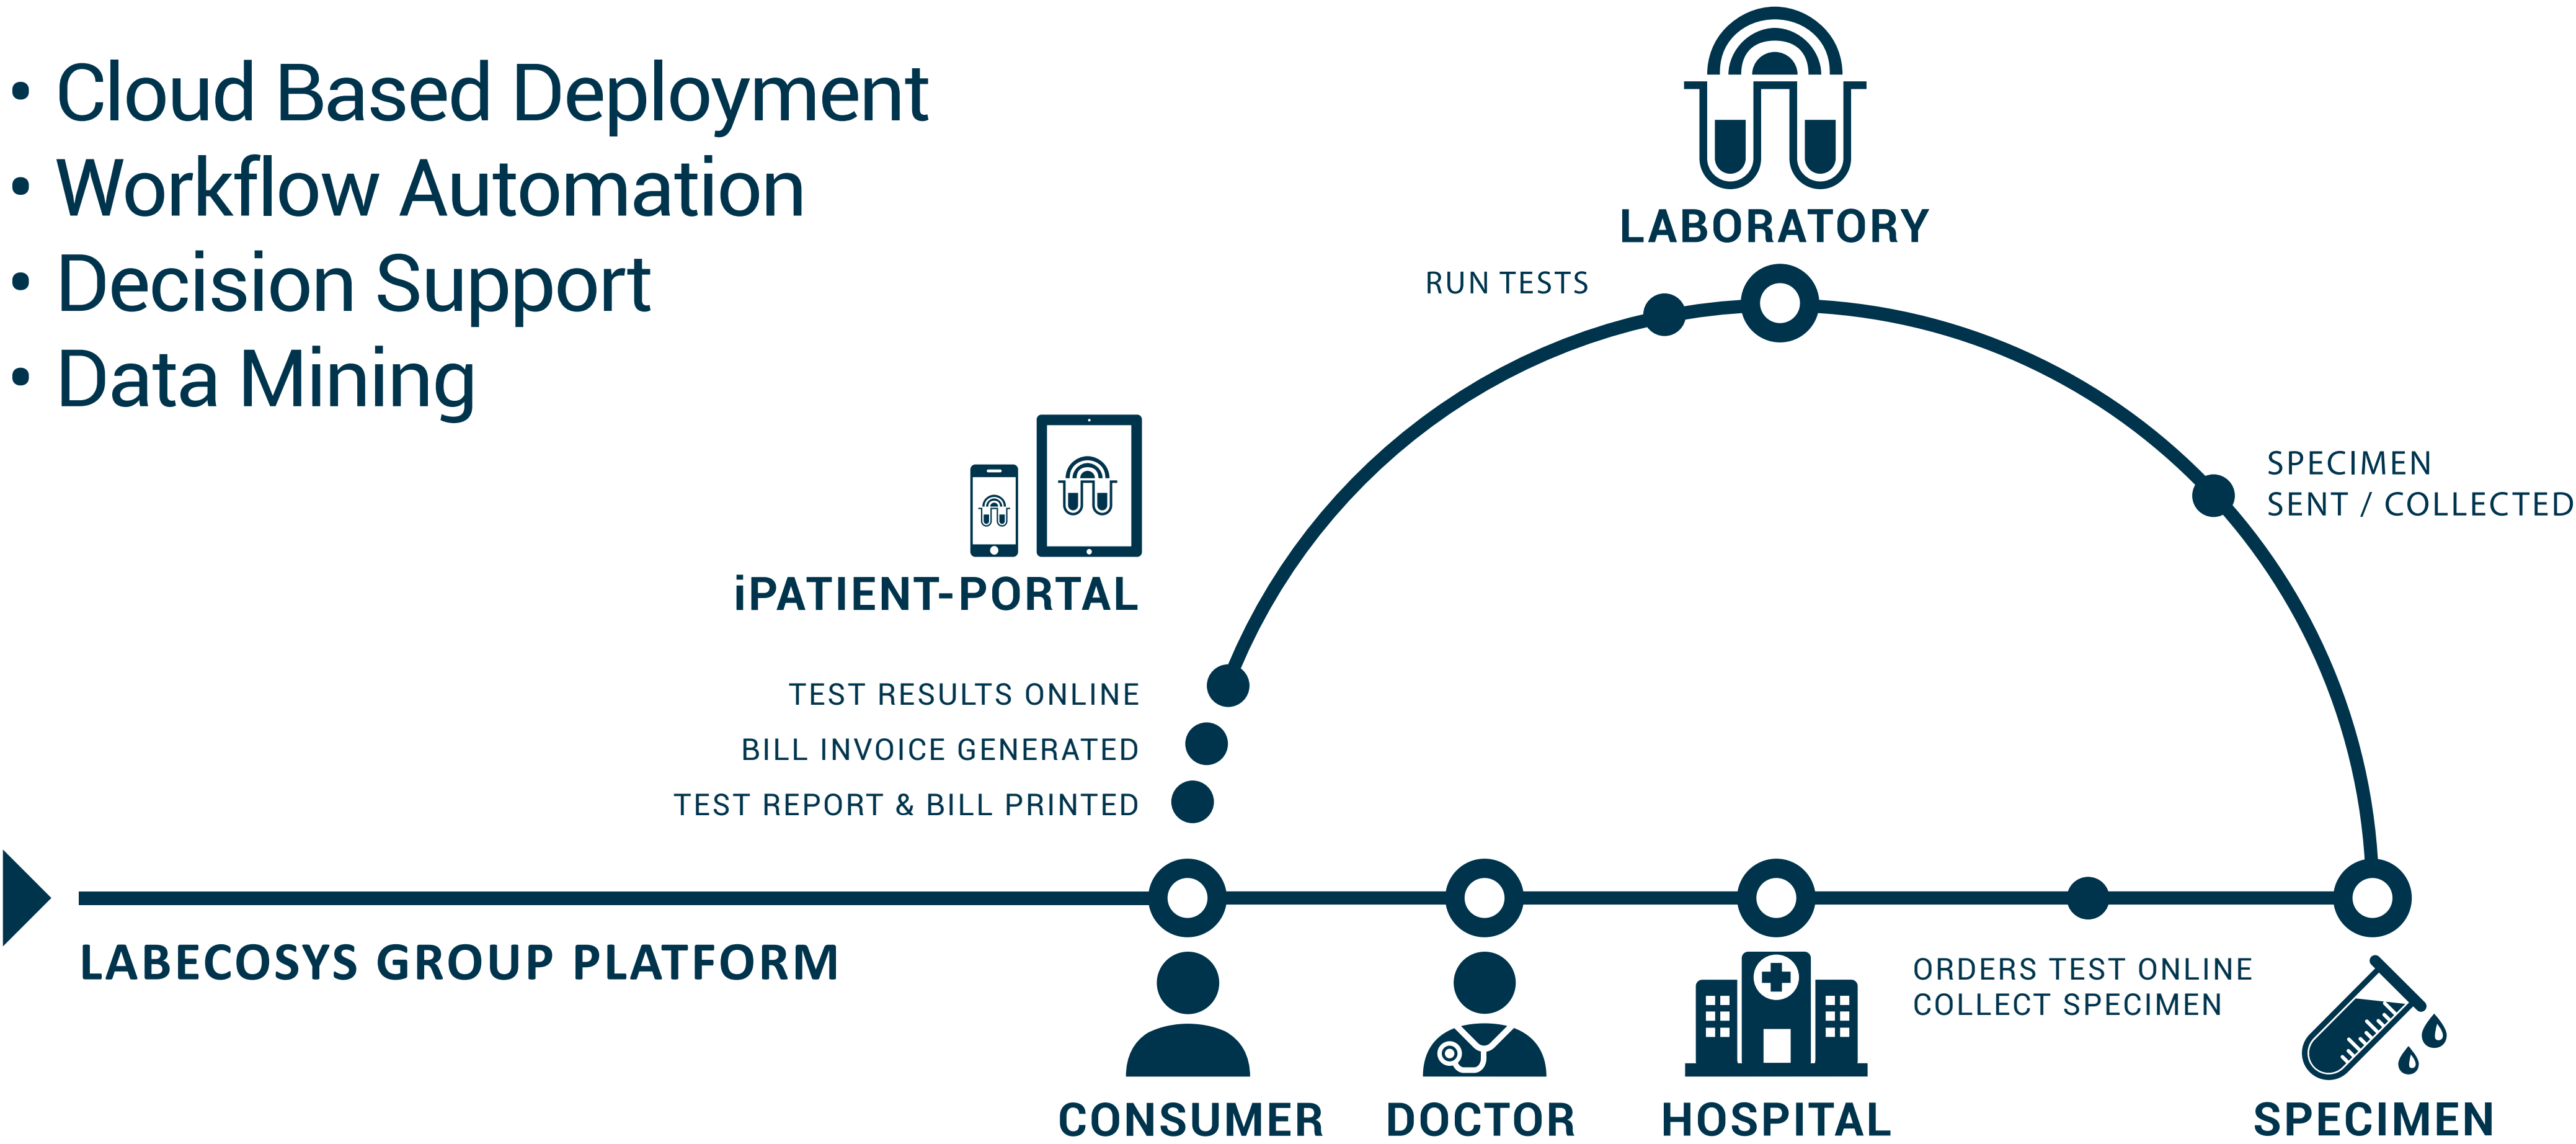 • Cloud Based Deployment
• Workflow Automation
• Decision Support
• Data Mining
LABORATORY
RUN TESTS
SPECIMEN
SENT / COLLECTED
iPATIENT-PORTAL
TEST RESULTS ONLINE
BILL INVOICE GENERATED
TEST REPORT & BILL PRINTED
LABECOSYS GROUP PLATFORM
ORDERS TEST ONLINE
COLLECT SPECIMEN
CONSUMER
DOCTOR
HOSPITAL
SPECIMEN